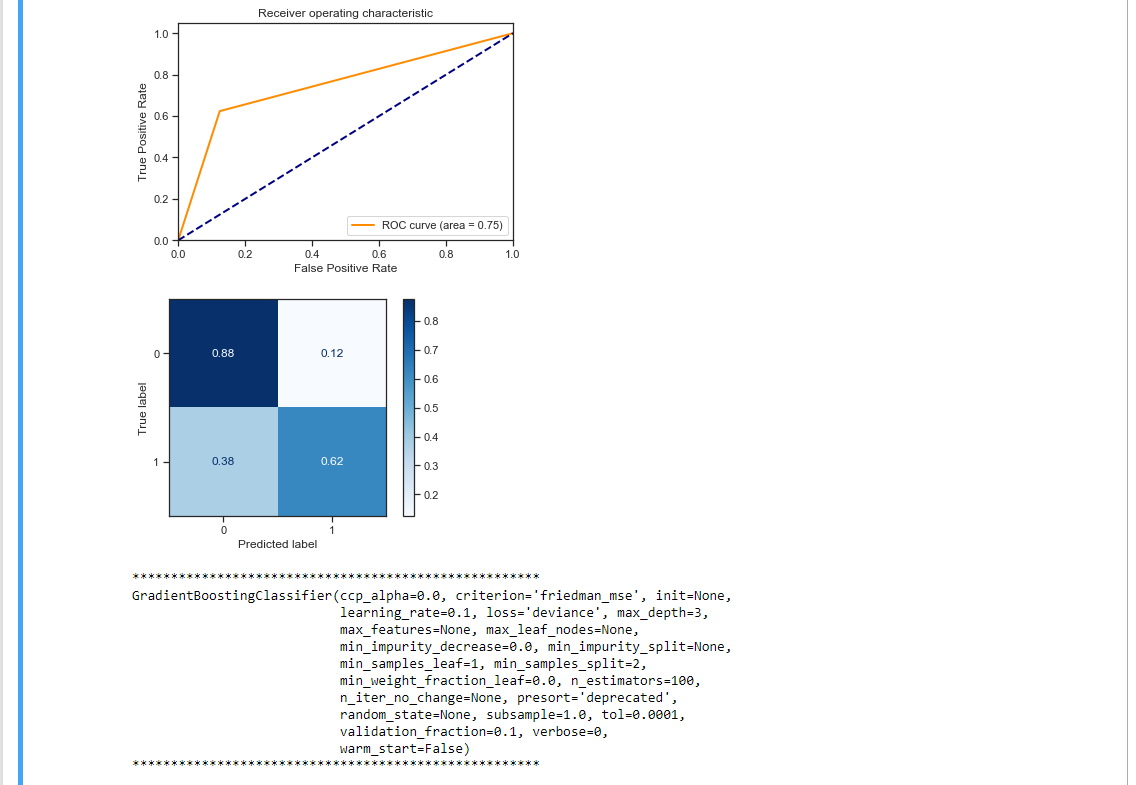 Receiver operating characteristic
1.0
0.8
0.6
0.4
0.2
0.0
True Positive Rate
ROC curve (area = 0.75)
0.0 0.2 0.4 0.6 0.8 1.0
False Positive Rate
0.88 0.12
0.38 0.62
0
1
True label
0 1
Predicted label
0.8
0.7
0.6
0.5
0.4
0.3
0.2
*****************************************************
GradientBoostingClassifier(ccp_alpha=0.0, criterion='friedman_mse', init=None,
learning_rate=0.1, loss='deviance', max_depth=3,
max_features=None, max_leaf_nodes=None,
min_impurity_decrease=0.0, min_impurity_split=None,
min_samples_leaf=1, min_samples_split=2,
min_weight_fraction_leaf=0.0, n_estimators=100,
n_iter_no_change=None, presort='deprecated',
random_state=None, subsample=1.0, tol=0.0001,
validation_fraction=0.1, verbose=0,
warm_start=False)
*****************************************************